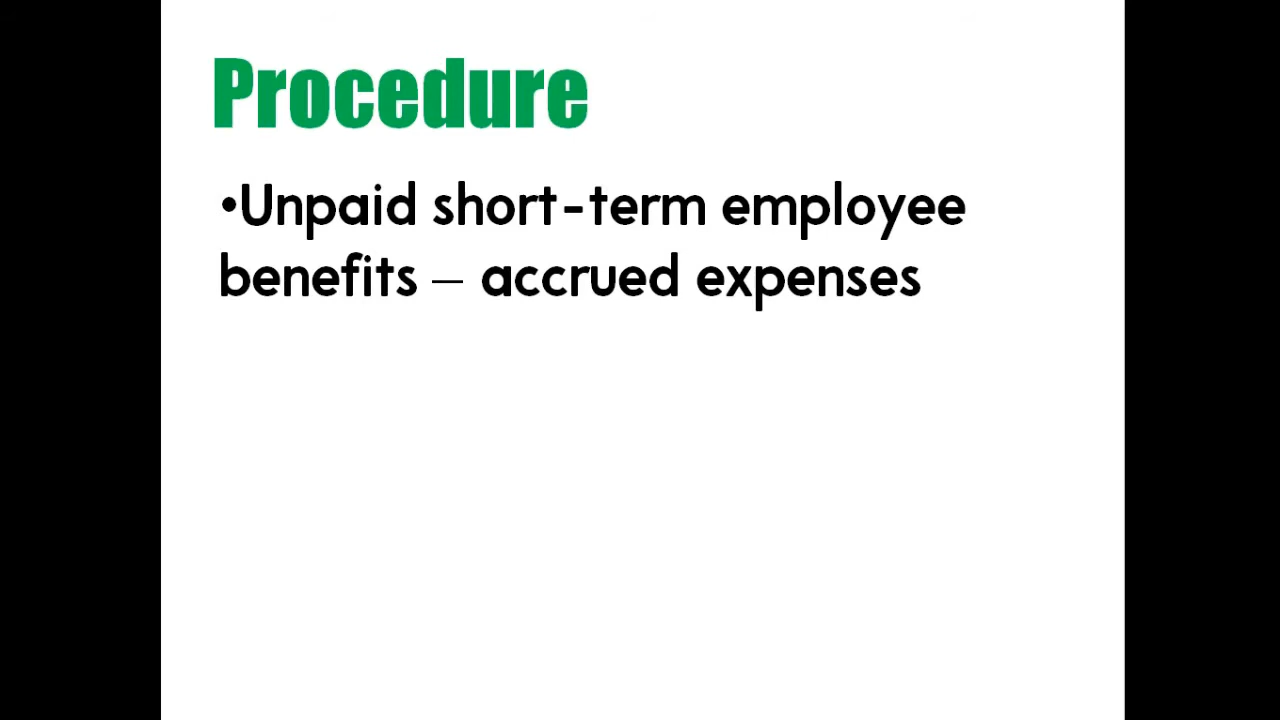 Procedure
•Unpaid short-term employee
benefits – accrued expenses